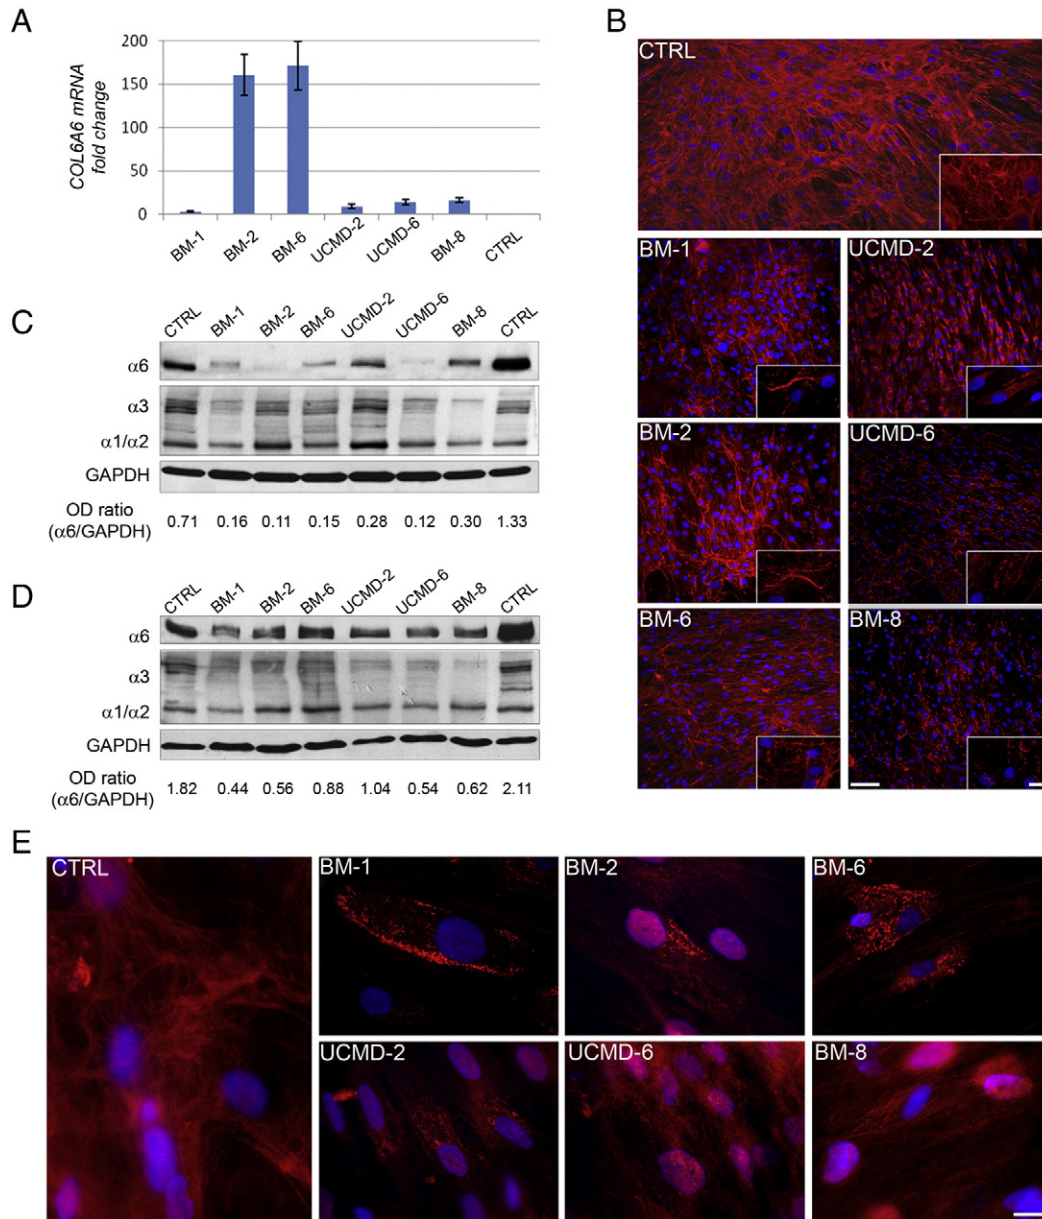 A
COL6A6 mRNA
fold change
200
150
100
50
0
BM-1
BM-2
BM-6
UCMD-2
UCMD-6
BM-8
CTRL
B
CTRL
BM-1
UCMD-2
BM-2
UCMD-6
BM-6
BM-8
C
CTRL
BM-1
BM-2
BM-6
UCMD-2
UCMD-6
BM-8
CTRL
α6
α3
α1/α2
GAPDH
OD ratio
(α6/GAPDH)
0.71 0.16 0.11 0.15 0.28 0.12 0.30 1.33
D
CTRL
BM-1
BM-2
BM-6
UCMD-2
UCMD-6
BM-8
CTRL
α6
α3
α1/α2
GAPDH
OD ratio
(α6/GAPDH)
1.82 0.44 0.56 0.88 1.04 0.54 0.62 2.11
E
CTRL
BM-1
BM-2
BM-6
UCMD-2
UCMD-6
BM-8